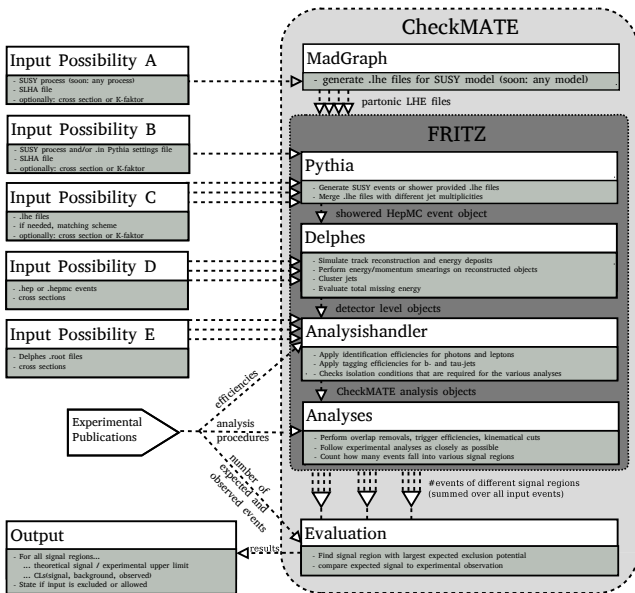 CheckMATE
MadGraph
- generate .lhe files for SUSY model (soon: any model)
partonic LHE files
FRITZ
Pythia
- Generate SUSY events or shower provided .lhe files
- Merge .lhe files with different jet multiplicities
showered HepMC event object
Delphes
- Simulate track reconstruction and energy deposits
- Perform energy/momentum smearings on reconstructed objects
- Cluster jets
- Evaluate total missing energy
detector level objects
Analysishandler
- Apply identification efficiencies for photons and leptons
- Apply tagging efficiencies for b- and tau-jets
- Checks isolation conditions that are required for the various analyses
CheckMATE analysis objects
Analyses
- Perform overlap removals, trigger efficiencies, kinematical cuts
- Follow experimental analyses as closely as possible
- Count how many events fall into various signal regions
#events of different signal regions
(summed over all input events)
Evaluation
- Find signal region with largest expected exclusion potential
- compare expected signal to experimental observation
Input Possibility A
- SUSY process (soon: any process)
- SLHA file
- optionally: cross section or K-faktor
Input Possibility B
- SUSY process and/or .in Pythia settings file
- SLHA file
- optionally: cross section or K-faktor
Input Possibility C
- .lhe files
- if needed, matching scheme
- optionally: cross section or K-faktor
Input Possibility D
- .hep or .hepmc events
- cross sections
Input Possibility E
- Delphes .root files
- cross sections
Experimental
Publications
efficiencies
analysis
procedures
number of
expected and
observed events
results
Output
- For all signal regions...
... theoretical signal / experimental upper limit
... CLs(signal, background, observed)
- State if input is excluded or allowed